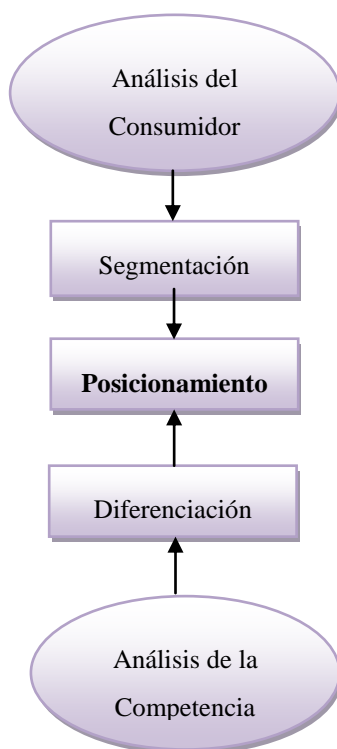 Análisis del
Consumidor
Segmentación
Posicionamiento
Diferenciación
Análisis de la
Competencia